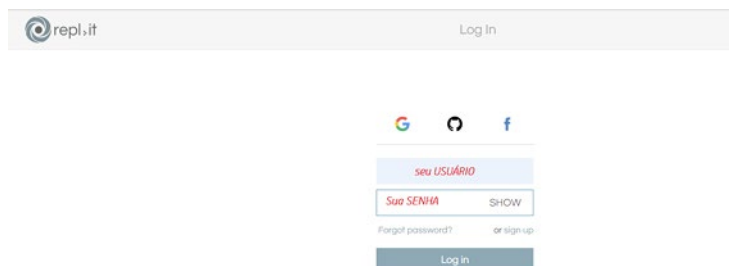 repl.it
Log In
seu USUÁRIO
Sua SENHA SHOW
Forgot password? or sign up
Log in